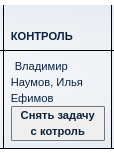 КОНТРОЛЬ
Владимир
Наумов, Илья
Ефимов
Снять задачу
с котроль